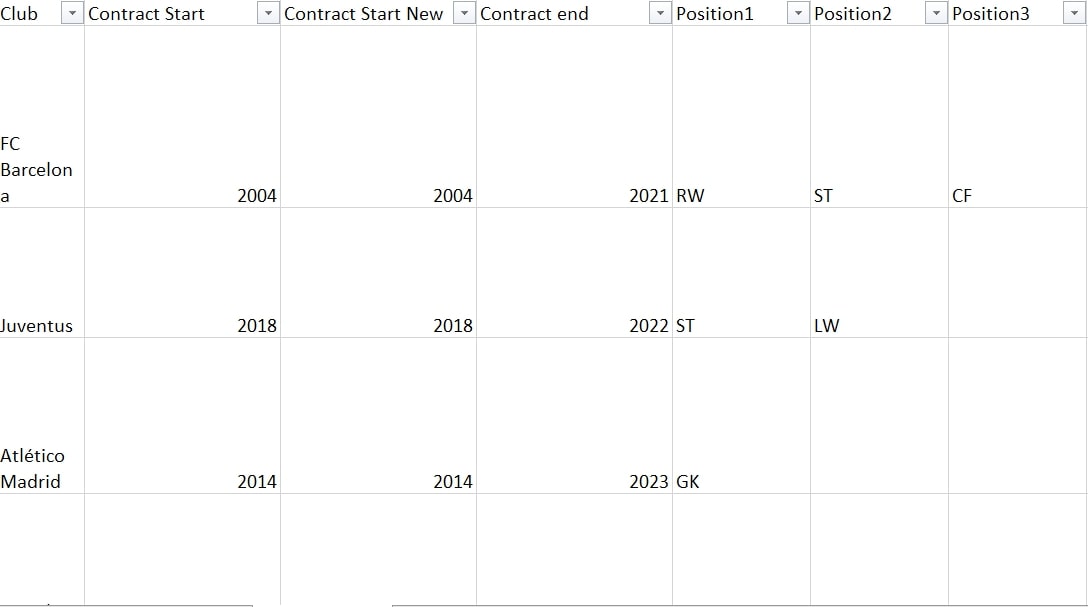 Club Contract Start Contract Start New Contract end Position1 Position2 Position3
FC
Barcelon
a 2004 2004 2021 RW ST CF
Juventus 2018 2018 2022 ST LW
Atlético
Madrid 2014 2014 2023 GK